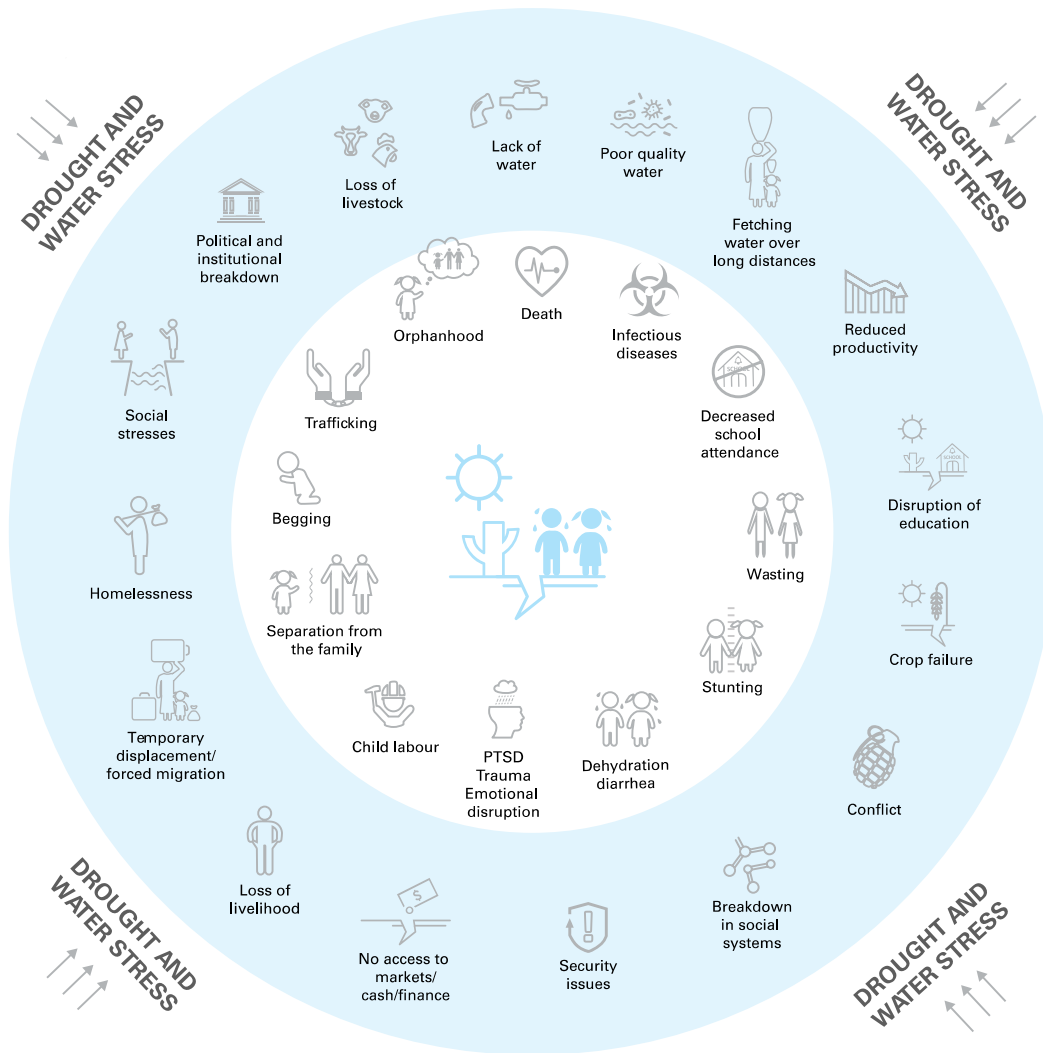 DROUGHT AND
WATER STRESS
DROUGHT AND
WATER STRESS
Lack of
water
Poor quality
water
Fetching
water over
long distances
Reduced
productivity
SCHOOL
Disruption of
education
Crop failure
Conflict
Breakdown
in social
systems
Security
issues
$
No access to
markets/
cash/finance
Loss of
livelihood
Temporary
displacement/
forced migration
Homelessness
Social
stresses
Political and
institutional
breakdown
Loss of
livestock
Death
Infectious
diseases
SCHOOL
Decreased
school
attendance
Wasting
Stunting
Dehydration
diarrhea
PTSD
Trauma
Emotional
disruption
Child labour
Separation from
the family
Begging
Trafficking
Orphanhood
DROUGHT AND
WATER STRESS
DROUGHT AND
WATER STRESS